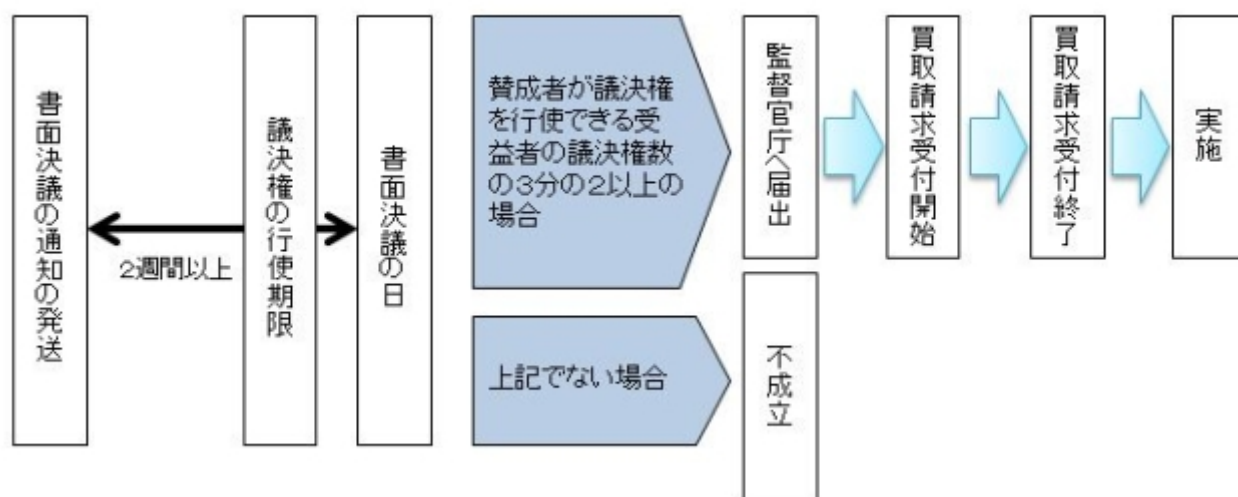 書面決議の通知の発送
2週間以上
議決権の行使期限
書面決議の日
賛成者が議決権
を行使できる受
益者の議決権数
の3分の2以上の
場合
監督官庁へ届出
買取請求受付開始
買取請求受付終了
実施
上記でない場合
不成立